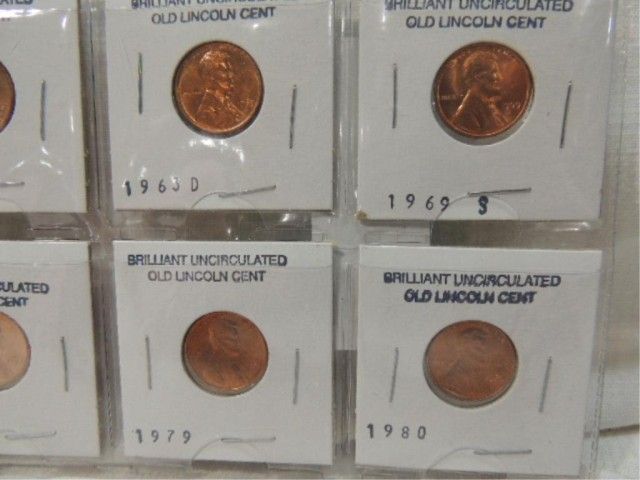 BRILLIANT UNCIRCULATED
OLD LINCOLN CENT
1963 D
BRILLIANT UNCIRCULATED
OLD LINCOLN CENT
1969 S
BRILLIANT UNCIRCULATED
OLD LINCOLN CENT
1979
BRILLIANT UNCIRCULATED
OLD LINCOLN CENT
1980